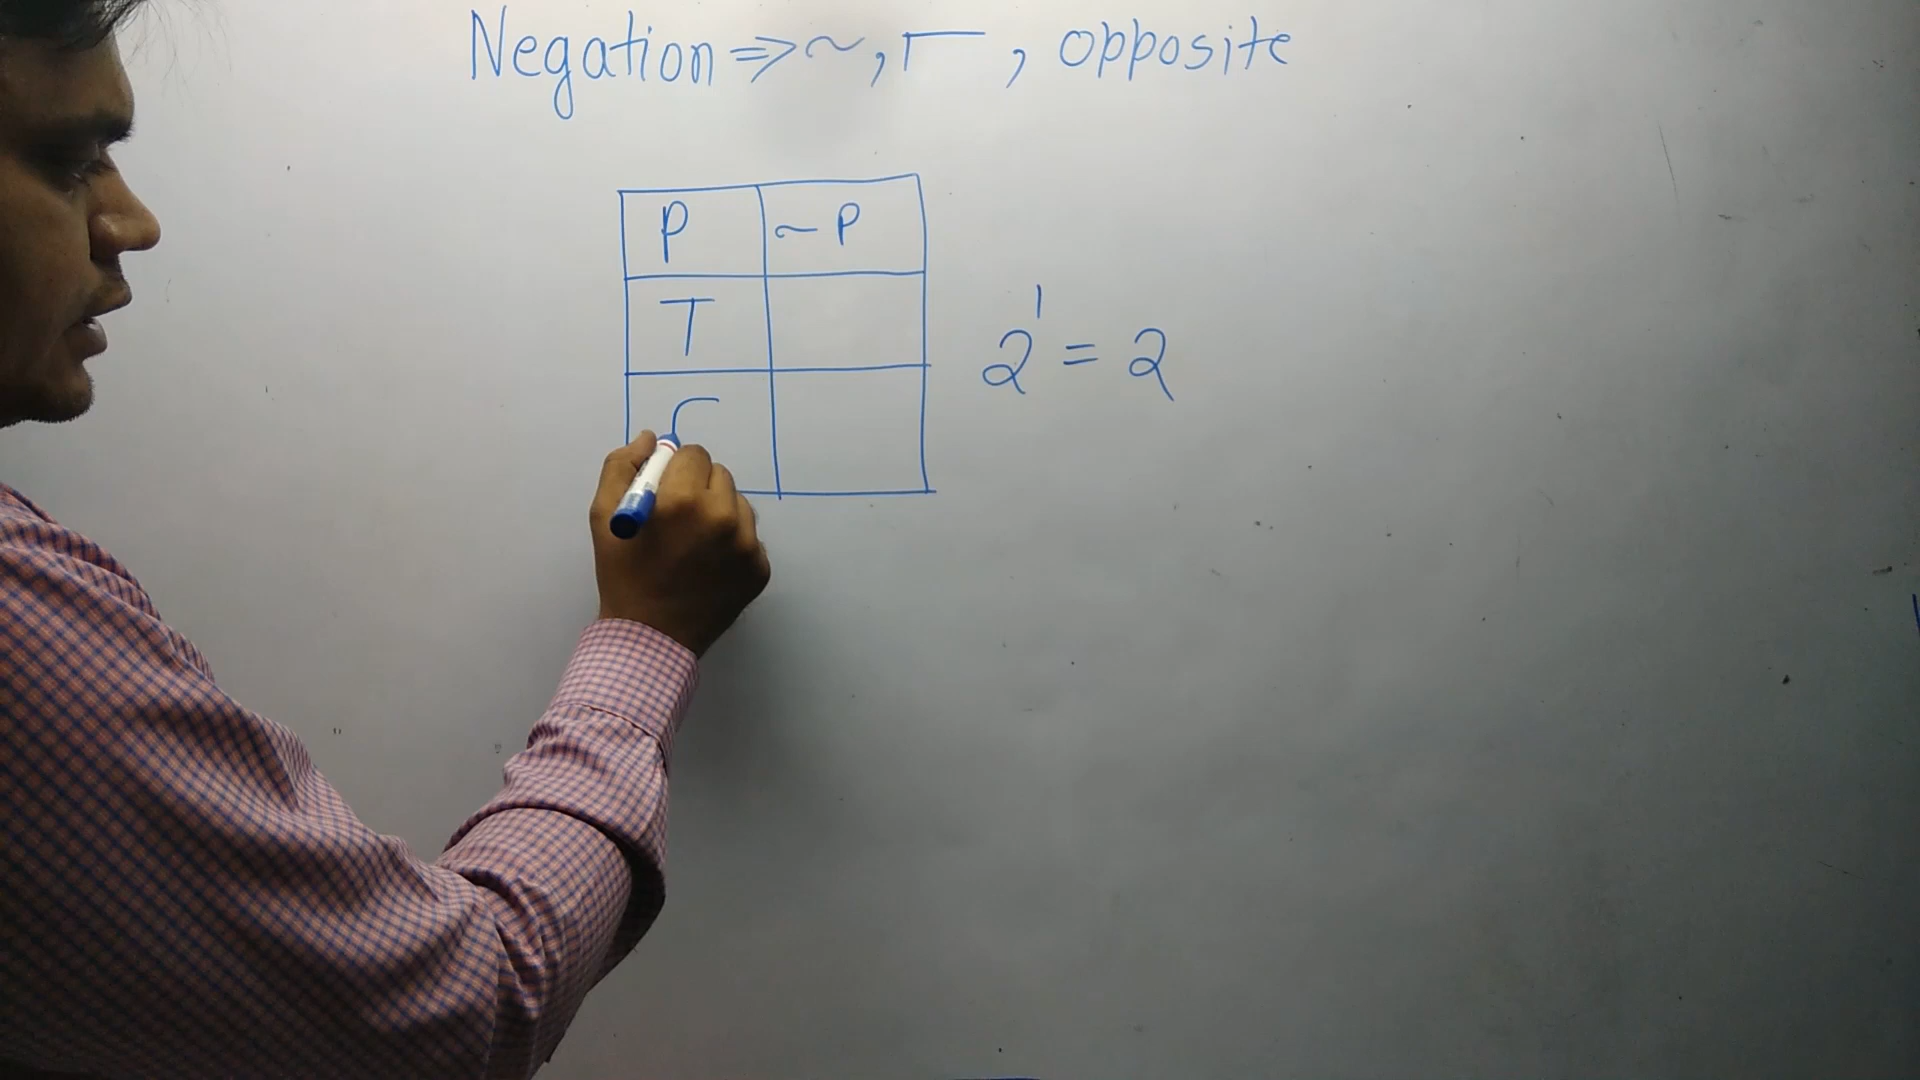 Negation ⇒ ~, ⌐, opposite
P ~P
T
2¹ = 2